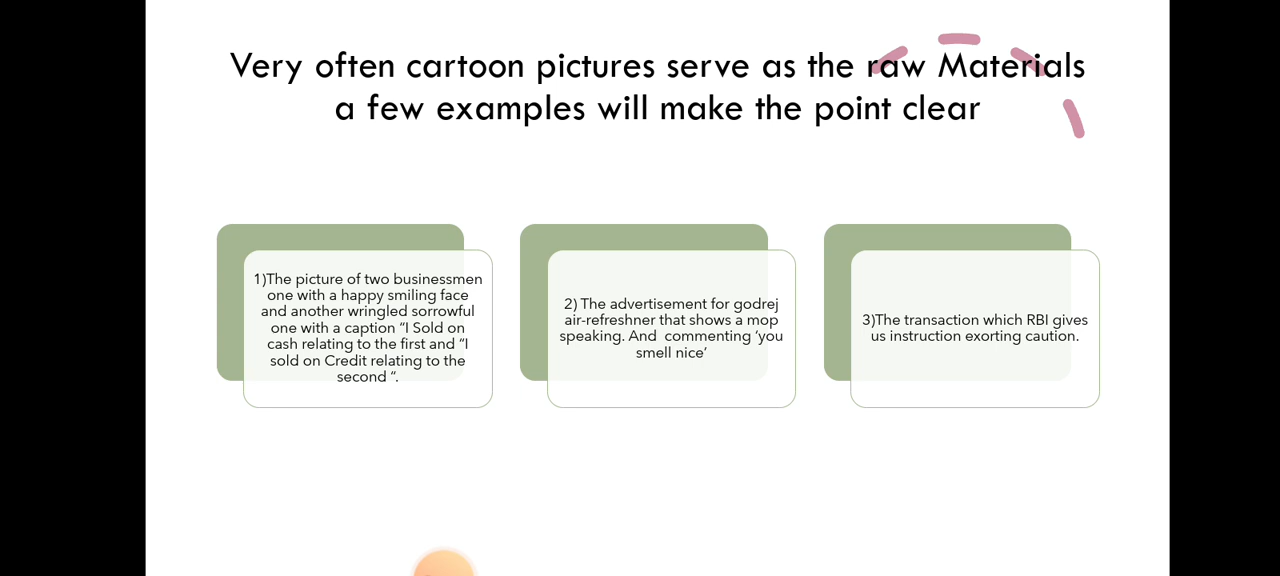 Very often cartoon pictures serve as the raw Materials
a few examples will make the point clear
1)The picture of two businessmen
one with a happy smiling face
and another wringled sorrowful
one with a caption “I Sold on
cash relating to the first and “I
sold on Credit relating to the
second “.
2) The advertisement for godrej
air-refreshner that shows a mop
speaking. And  commenting ‘you
smell nice’
3)The transaction which RBI gives
us instruction exorting caution.